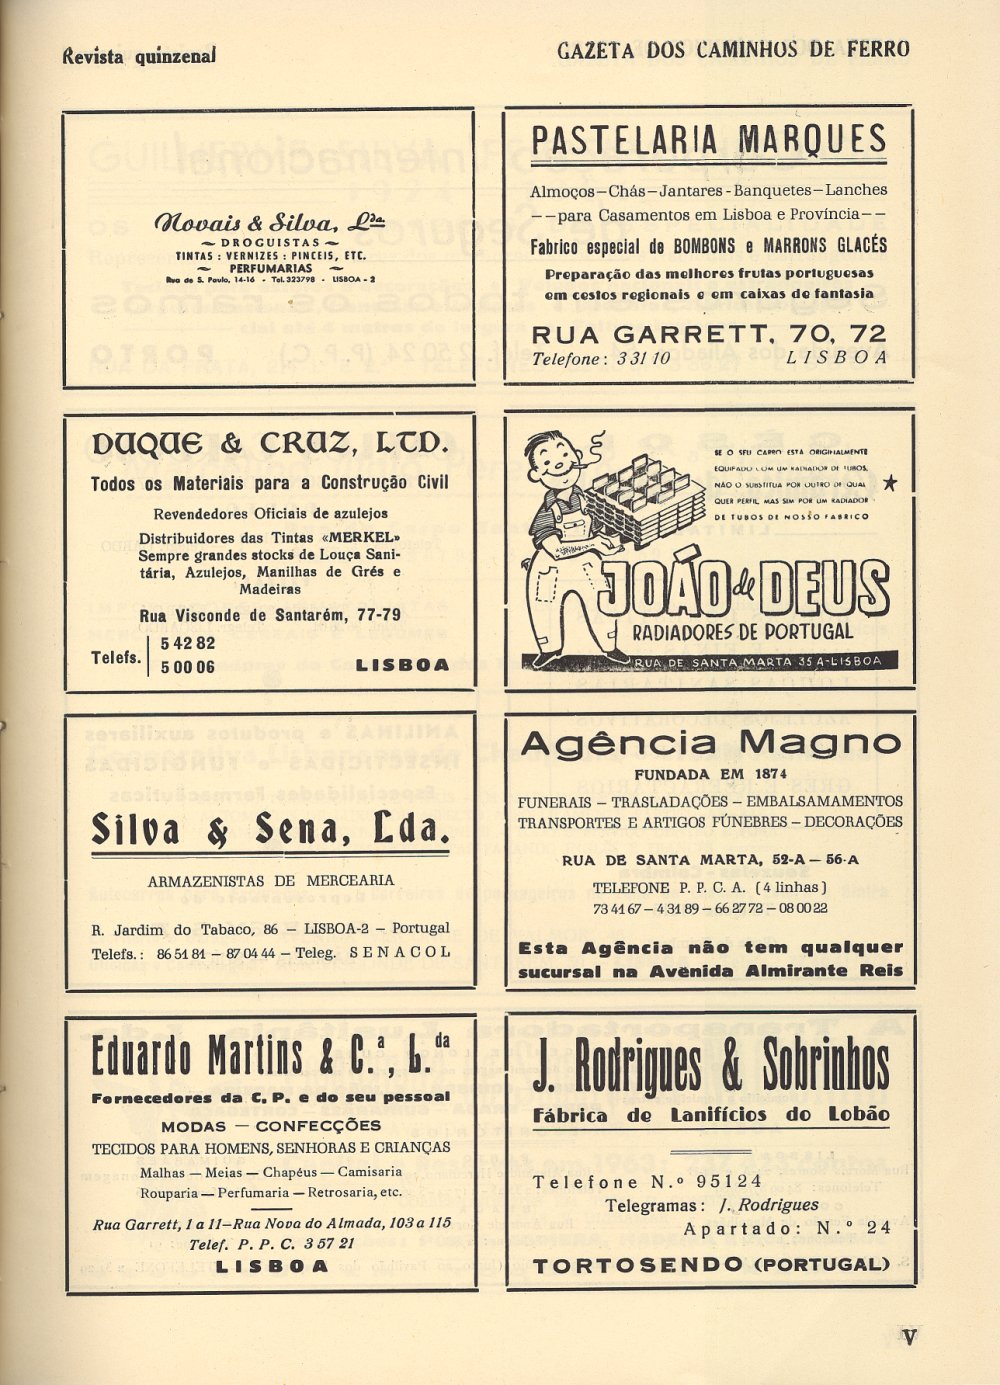 Revista quinzenal
GAZETA DOS CAMINHOS DE FERRO
Novais & Silva, Lda
~ DROGUISTAS ~
TINTAS : VERNIZES : PINCEIS, ETC.
~ PERFUMARIAS ~
Rua de S. Paulo, 14-16 - Tel. 323798 - LISBOA - 2
PASTELARIA MARQUES
Almoços—Chás—Jantares - Banquetes—Lanches
--para Casamentos em Lisboa e Província--
Fabrico especial de BOMBONS e MARRONS GLACÉS
Preparação das melhores frutas portuguesas
em cestos regionais e em caixas de fantasia
RUA GARRETT, 70, 72
Telefone: 3 31 10 LISBOA
DUQUE & CRUZ, LTD.
Todos os Materiais para a Construção Civil
Revendedores Oficiais de azulejos
Distribuidores das Tintas «MERKEL»
Sempre grandes stocks de Louça Sani-
tária, Azulejos, Manilhas de Grés e
Madeiras
Rua Visconde de Santarém, 77-79
Telefs. 5 42 82
5 00 06
LISBOA
SE O SEU CARRO ESTA ORIGINALMENTE
EQUIPADO COM UM RADIADOR DE TUBOS,
NÃO O SUBSTITUA POR OUTRO DE QUAL
QUER PERFIL, MAS SIM POR UM RADIADOR
DE TUBOS DE NOSSO FABRICO
JOÃO de DEUS
RADIADORES DE PORTUGAL
RUA DE SANTA MARTA 35 A-LISBOA
Silva & Sena, Lda.
ARMAZENISTAS DE MERCEARIA
R. Jardim do Tabaco, 86 — LISBOA-2 — Portugal
Telefs.: 86 51 81 — 87 04 44 — Teleg. SENACOL
Agência Magno
FUNDADA EM 1874
FUNERAIS — TRASLADAÇÕES — EMBALSAMAMENTOS
TRANSPORTES E ARTIGOS FÚNEBRES — DECORAÇÕES
RUA DE SANTA MARTA, 52-A — 56-A
TELEFONE P. P. C. A. (4 linhas)
73 41 67 — 4 31 89 — 66 27 72 — 08 00 22
Esta Agência não tem qualquer
sucursal na Avenida Almirante Reis
Eduardo Martins & C.ª, L.da
Fornecedores da C. P. e do seu pessoal
MODAS — CONFECÇÕES
TECIDOS PARA HOMENS, SENHORAS E CRIANÇAS
Malhas — Meias — Chapéus — Camisaria
Rouparia — Perfumaria — Retrosaria, etc.
Rua Garrett, 1 a 11—Rua Nova do Almada, 103 a 115
Telef. P. P. C. 3 57 21
LISBOA
J. Rodrigues & Sobrinhos
Fábrica de Lanifícios do Lobão
Telefone N.º 95124
Telegramas: J. Rodrigues
Apartado: N.º 24
TORTOSENDO (PORTUGAL)
V